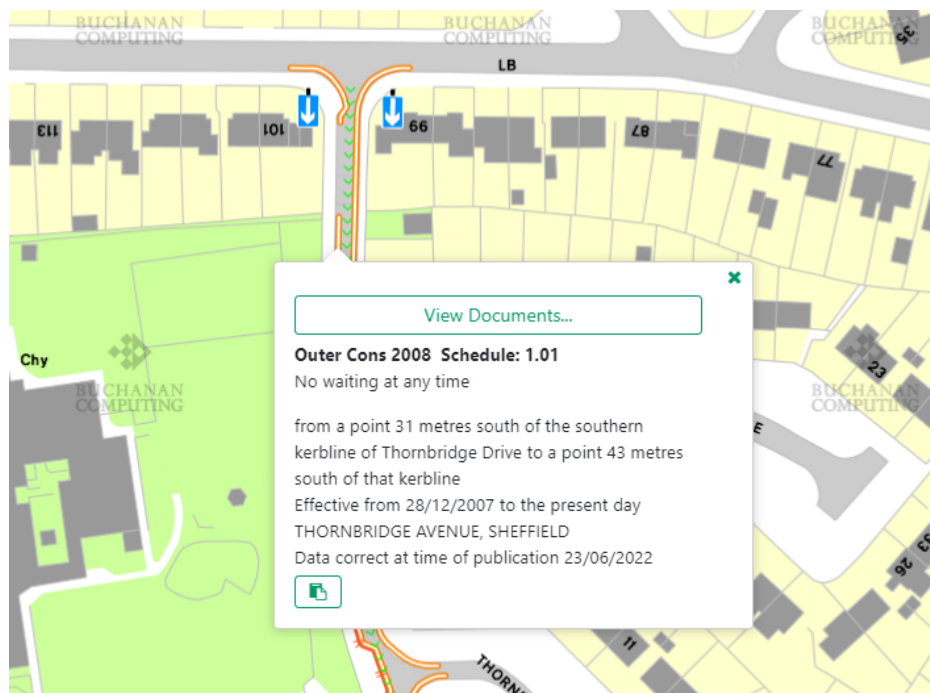 BUCHANAN
COMPUTING
BUCHANAN
COMPUTING
BUCHANAN
COMPUTING
35
LB
113
101
99
87
77
View Documents...
Outer Cons 2008 Schedule: 1.01
No waiting at any time
from a point 31 metres south of the southern
kerbline of Thornbridge Drive to a point 43 metres
south of that kerbline
Effective from 28/12/2007 to the present day
THORNBRIDGE AVENUE, SHEFFIELD
Data correct at time of publication 23/06/2022
Chy
23
BUCHANAN
COMPUTING
BUCHANAN
COMPUTING
E
33
26
11
THORN